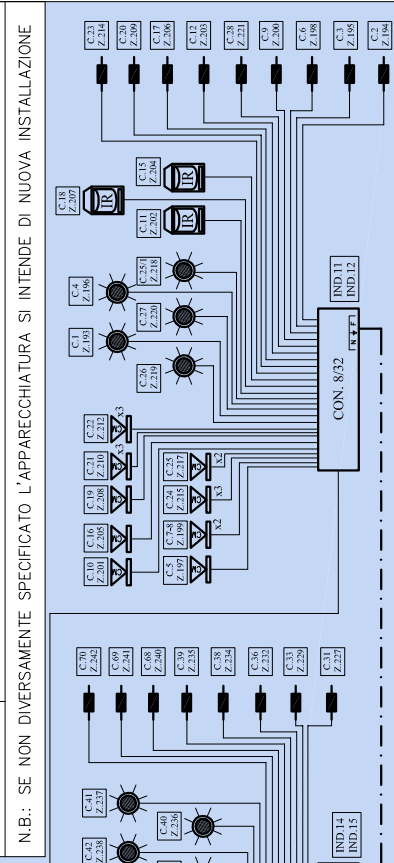 N.B.: SE NON DIVERSAMENTE SPECIFICATO L'APPARECCHIATURA SI INTENDE DI NUOVA INSTALLAZIONE
C.23
Z.214
C.20
Z.209
C.17
Z.206
C.12
Z.203
C.28
Z.221
C.9
Z.200
C.6
Z.198
C.3
Z.195
C.2
Z.194
C.18
Z.207
IR
C.15
Z.204
IR
C.11
Z.202
IR
C.4
Z.196
C.25/1
Z.218
C.1
Z.193
C.27
Z.220
C.26
Z.219
IND.11
IND.12
CON. 8/32
N F
C.22
Z.212
x3
C.21
Z.210
x3
C.19
Z.208
C.16
Z.205
C.10
Z.201
C.25
Z.217
x2
C.24
Z.215
x3
C.7-8
Z.199
x2
C.5
Z.197
C.70
Z.242
C.69
Z.241
C.68
Z.240
C.39
Z.235
C.38
Z.234
C.36
Z.232
C.33
Z.229
C.31
Z.227
C.41
Z.237
C.40
Z.236
C.42
Z.238
IND.14
IND.15